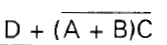 D + (A + B)C